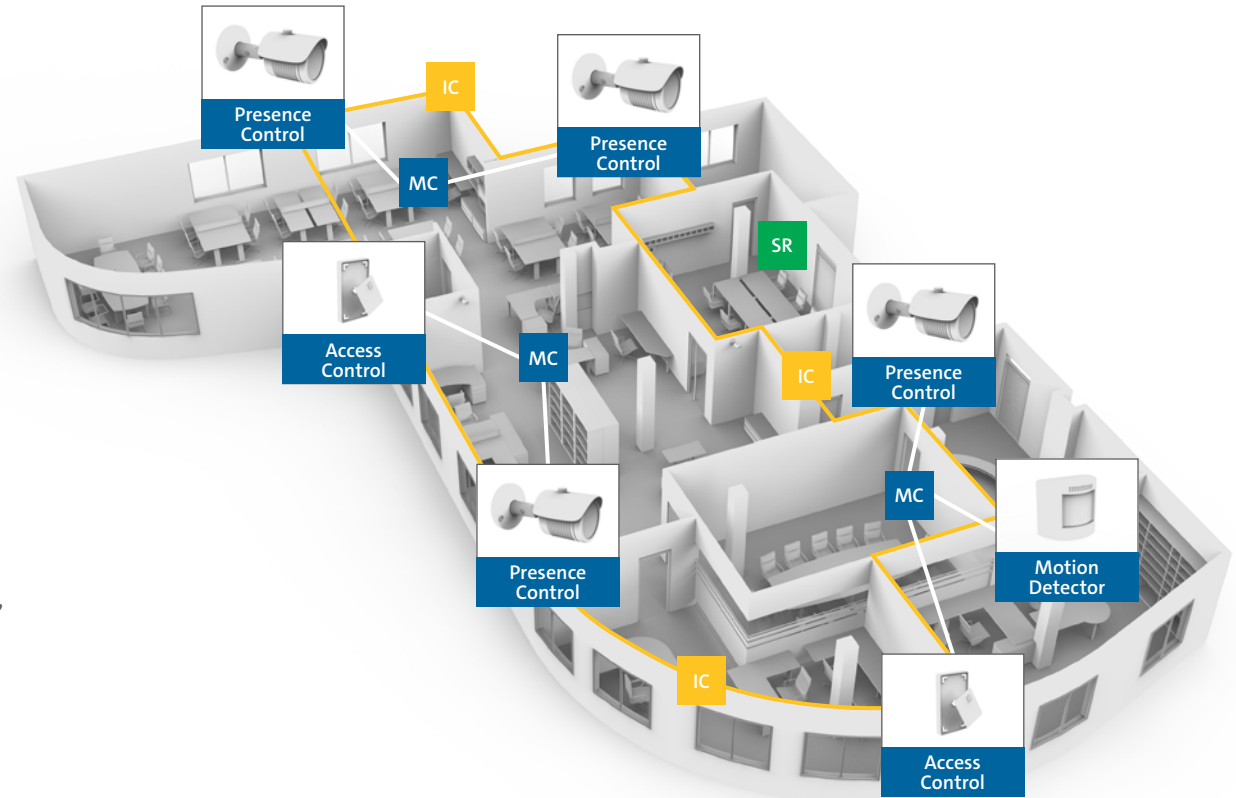 IC
Presence
Control
Presence
Control
MC
SR
Access
Control
MC
IC
Presence
Control
MC
Presence
Control
Motion
Detector
IC
Access
Control
,